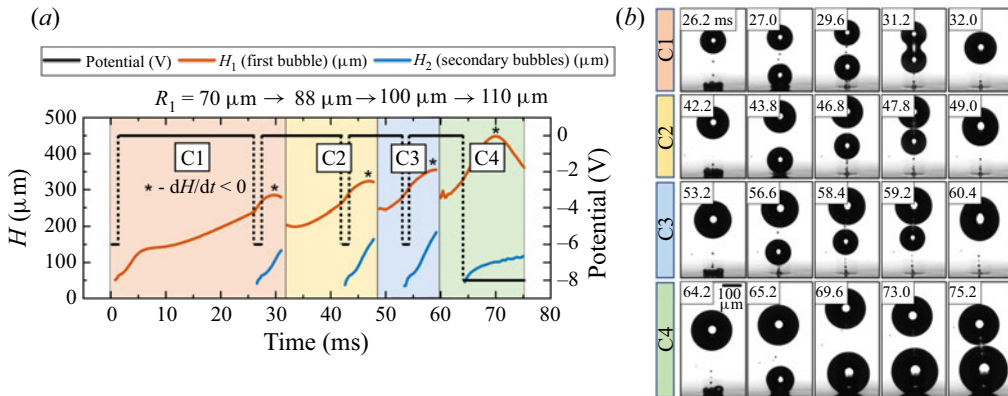 (a)
Potential (V) H1 (first bubble) (μm) H2 (secondary bubbles) (μm)
R1 = 70 μm → 88 μm → 100 μm → 110 μm
500
400
300
200
100
50
H (μm)
C1
C2
C3
C4
* - dH/dt < 0
*
*
*
*
0
−2
−4
−6
−8
Potential (V)
0 10 20 30 40 50 60 70 80
Time (ms)
(b)
C1
26.2 ms 27.0 29.6 31.2 32.0
C2
42.2 43.8 46.8 47.8 49.0
C3
53.2 56.6 58.4 59.2 60.4
C4
64.2 65.2 69.6 73.0 75.2
100
μm